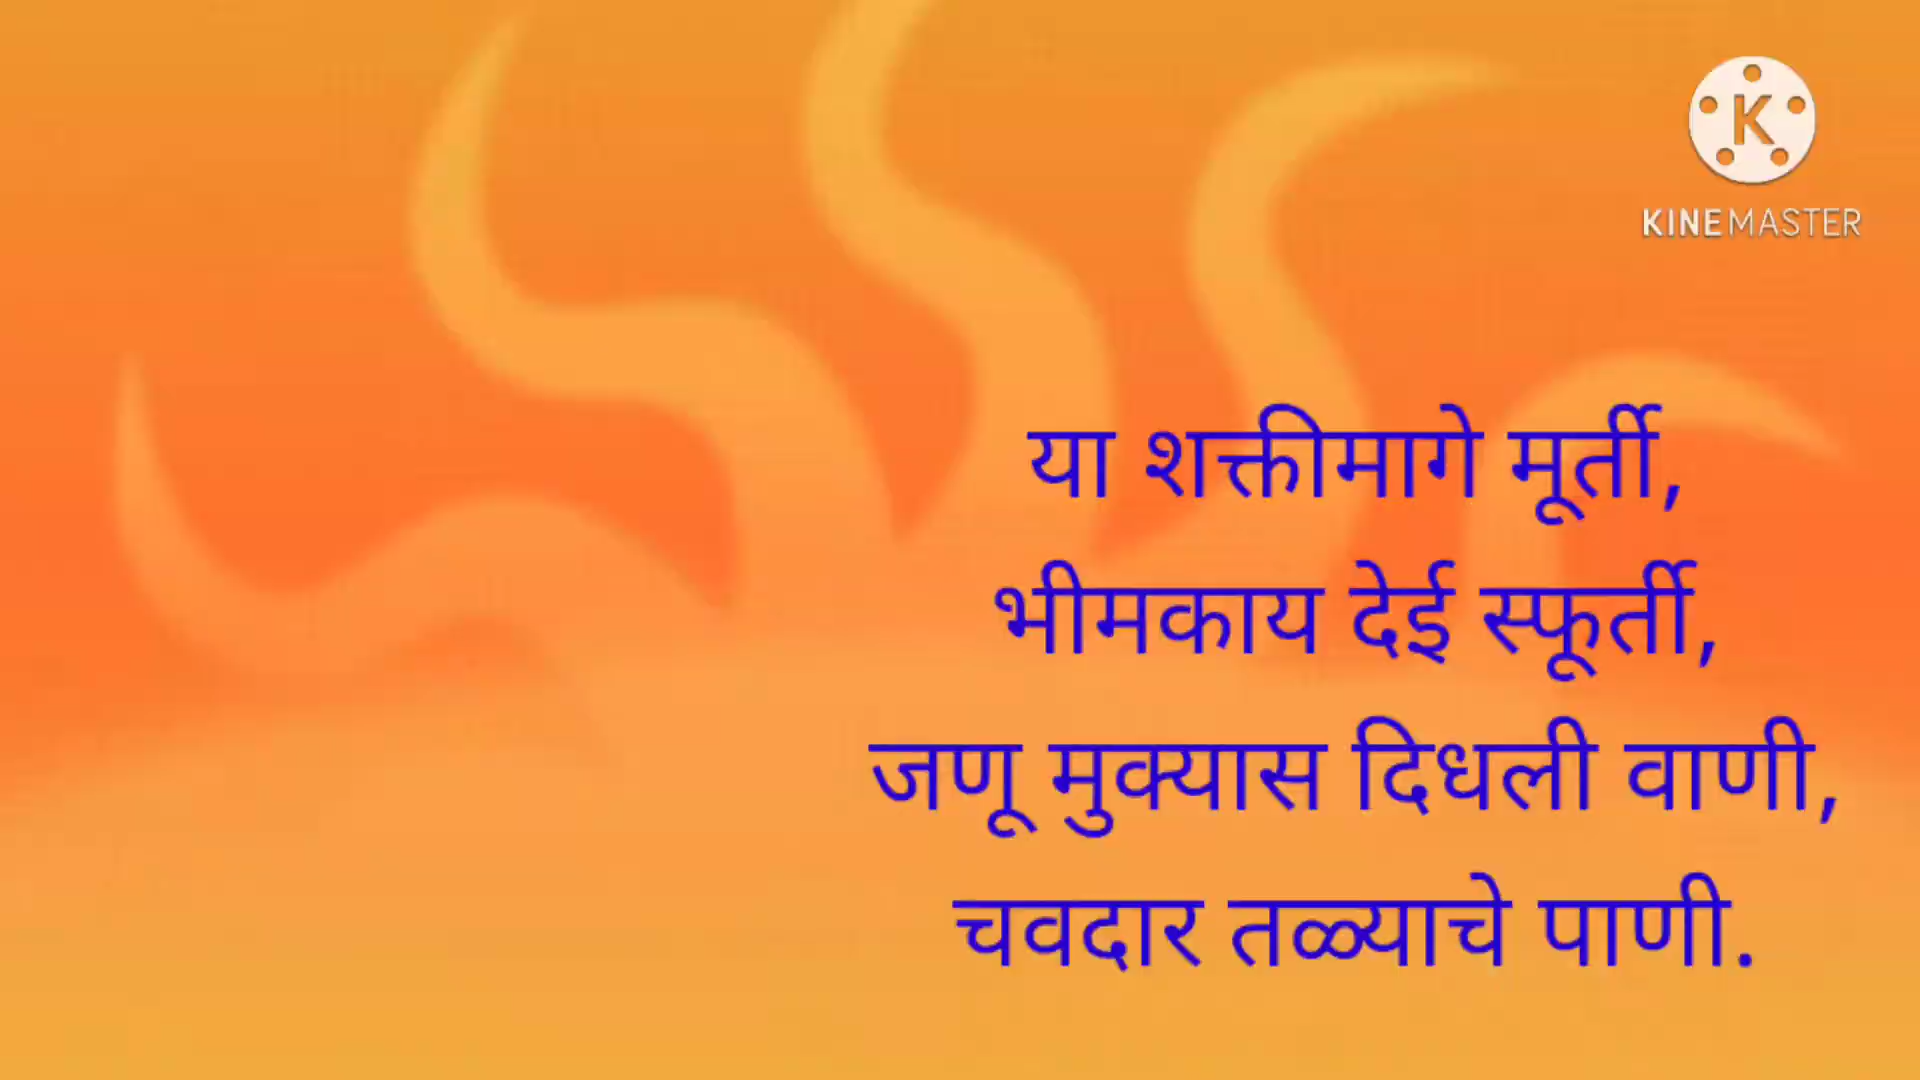 K
KINEMASTER
या शक्तीमागे मूर्ती,
भीमकाय देई स्फूर्ती,
जणू मुक्यास दिधली वाणी,
चवदार तळ्याचे पाणी.